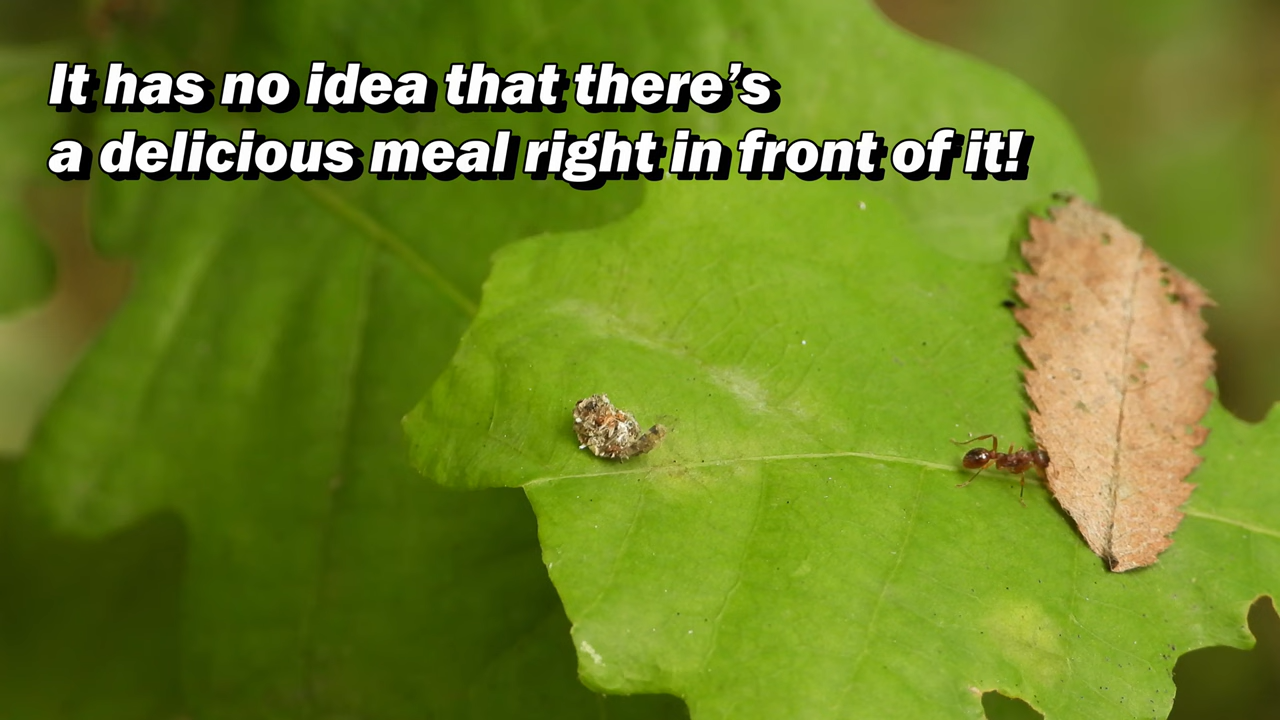 It has no idea that there’s
a delicious meal right in front of it!